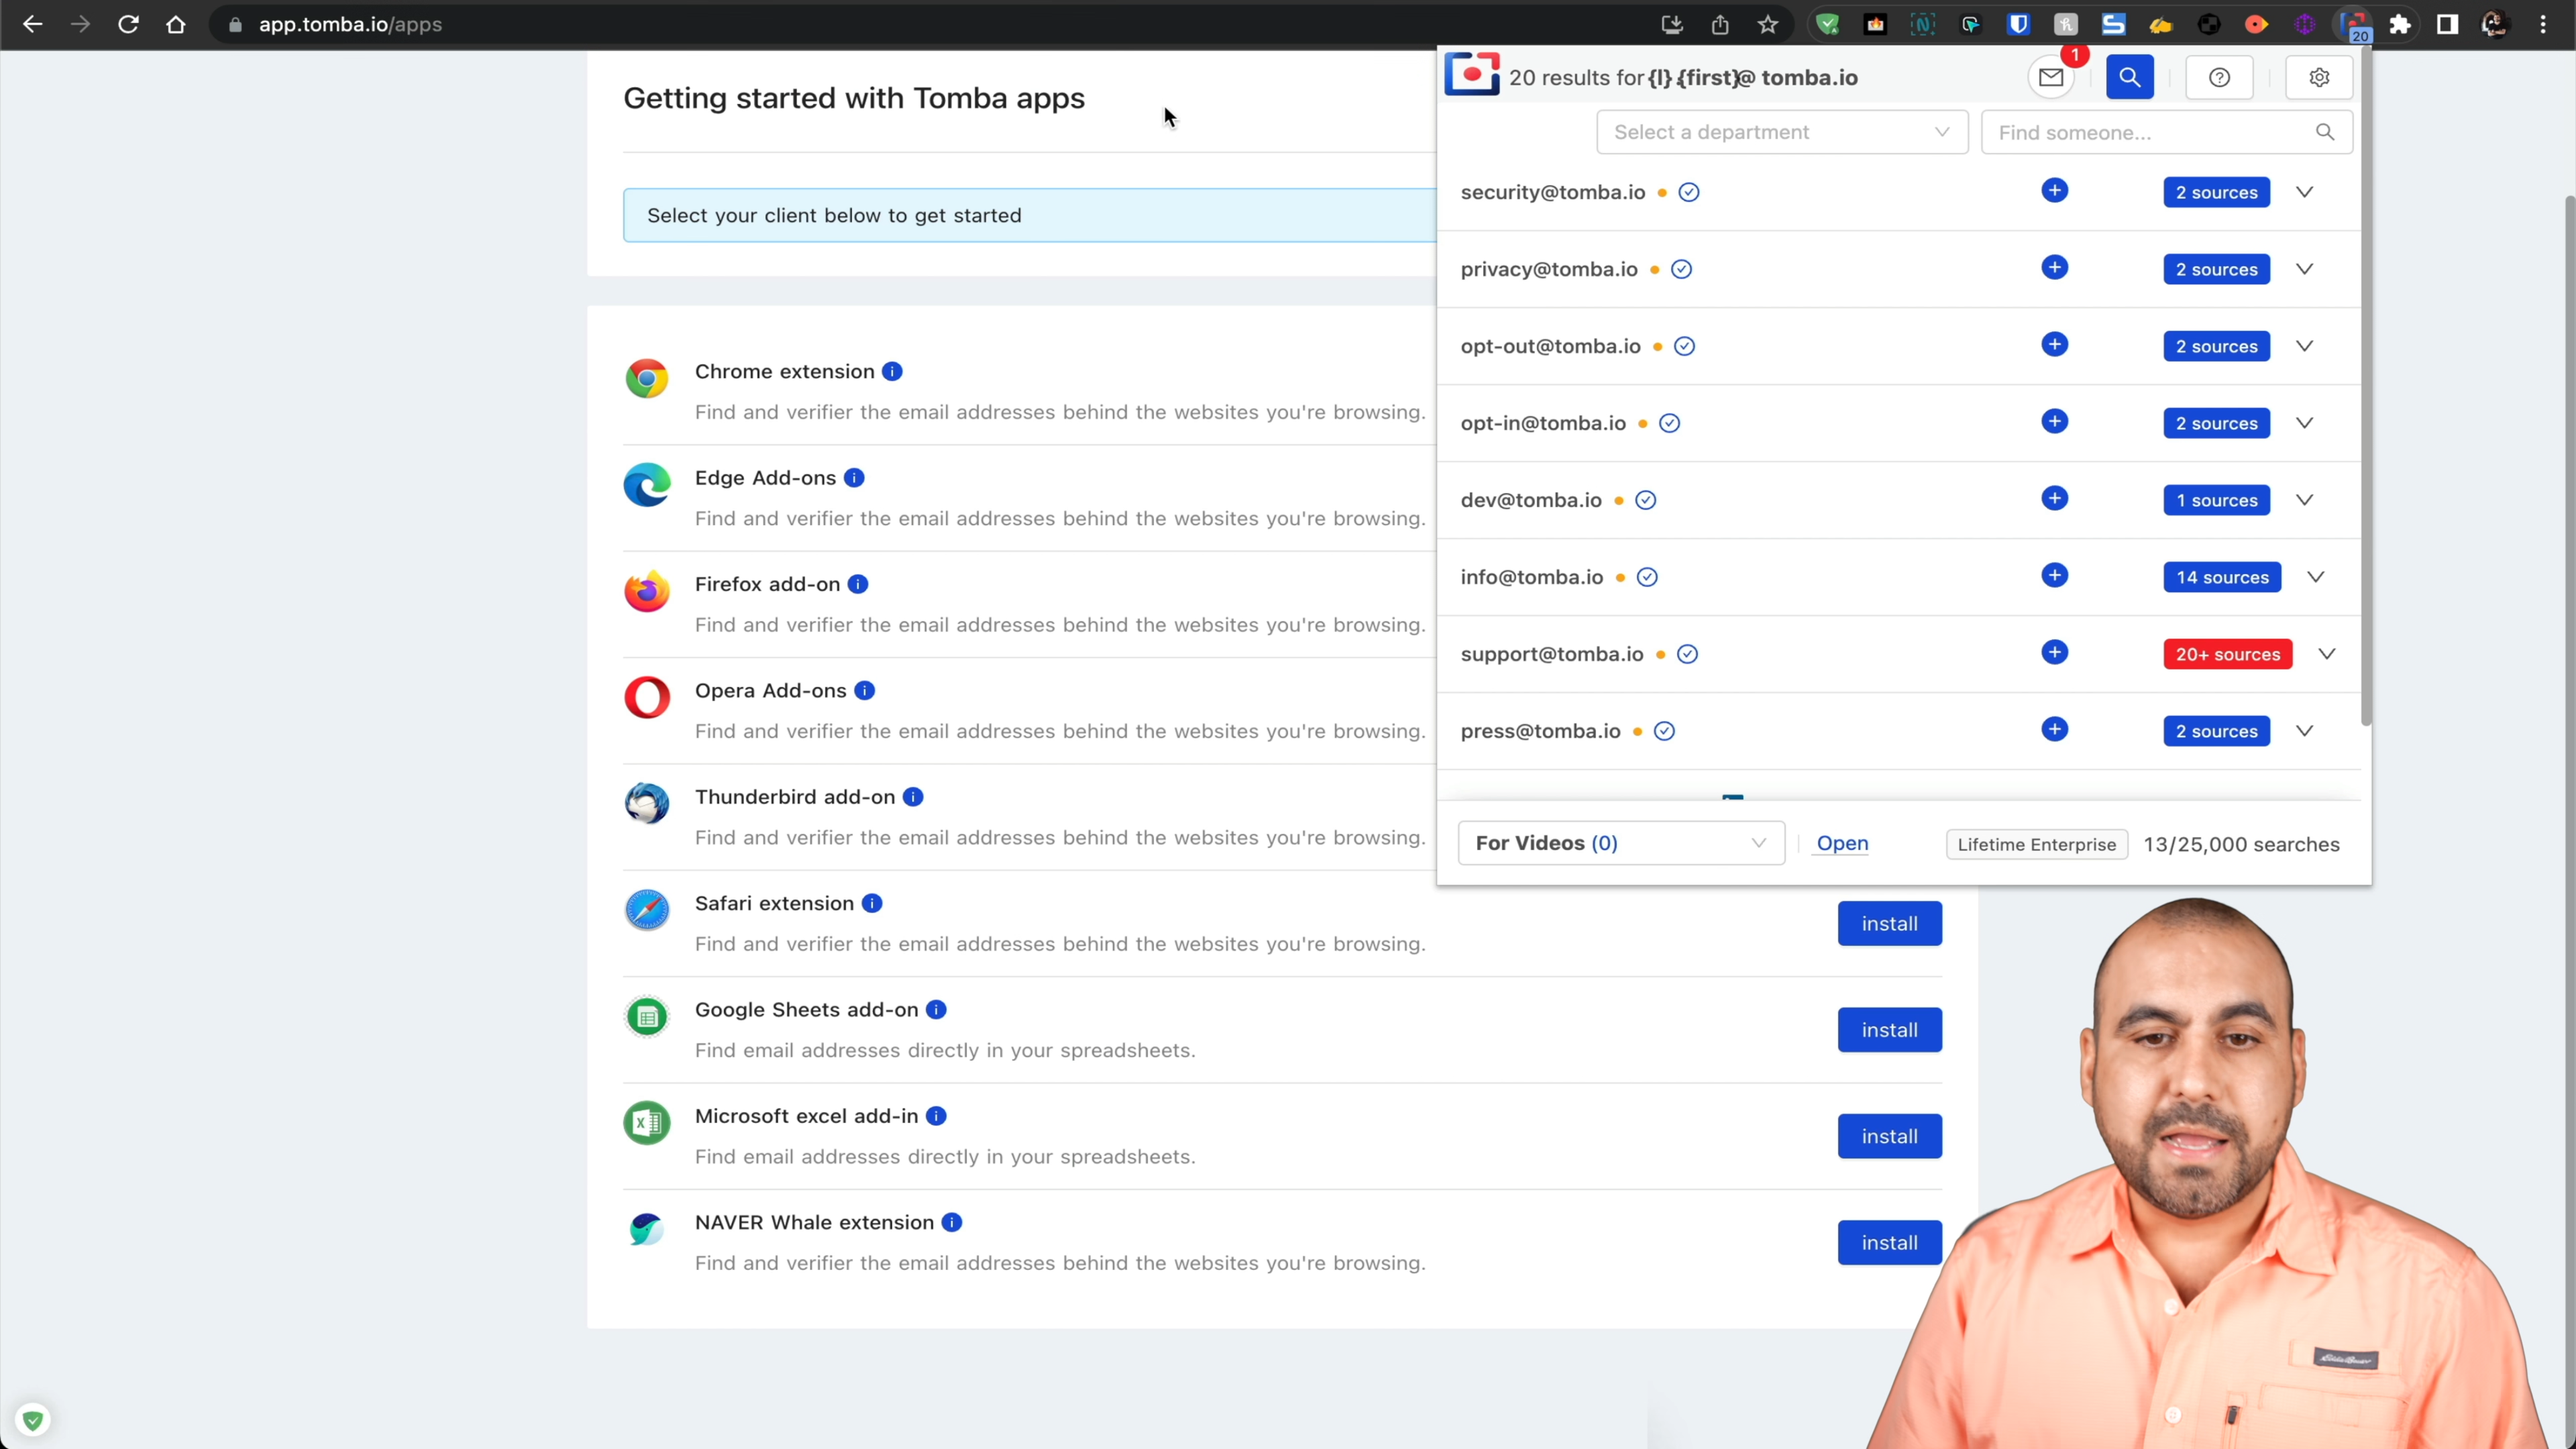 app.tomba.io/apps
20
Getting started with Tomba apps
Select your client below to get started
Chrome extension
Find and verifier the email addresses behind the websites you're browsing.
Edge Add-ons
Find and verifier the email addresses behind the websites you're browsing.
Firefox add-on
Find and verifier the email addresses behind the websites you're browsing.
Opera Add-ons
Find and verifier the email addresses behind the websites you're browsing.
Thunderbird add-on
Find and verifier the email addresses behind the websites you're browsing.
Safari extension
Find and verifier the email addresses behind the websites you're browsing.
install
Google Sheets add-on
Find email addresses directly in your spreadsheets.
install
Microsoft excel add-in
Find email addresses directly in your spreadsheets.
install
NAVER Whale extension
Find and verifier the email addresses behind the websites you're browsing.
install
20 results for {l}.{first}@ tomba.io
1
Select a department
Find someone...
security@tomba.io 2 sources
privacy@tomba.io 2 sources
opt-out@tomba.io 2 sources
opt-in@tomba.io 2 sources
dev@tomba.io 1 sources
info@tomba.io 14 sources
support@tomba.io 20+ sources
press@tomba.io 2 sources
For Videos (0) Open Lifetime Enterprise 13/25,000 searches
Eddie Bauer